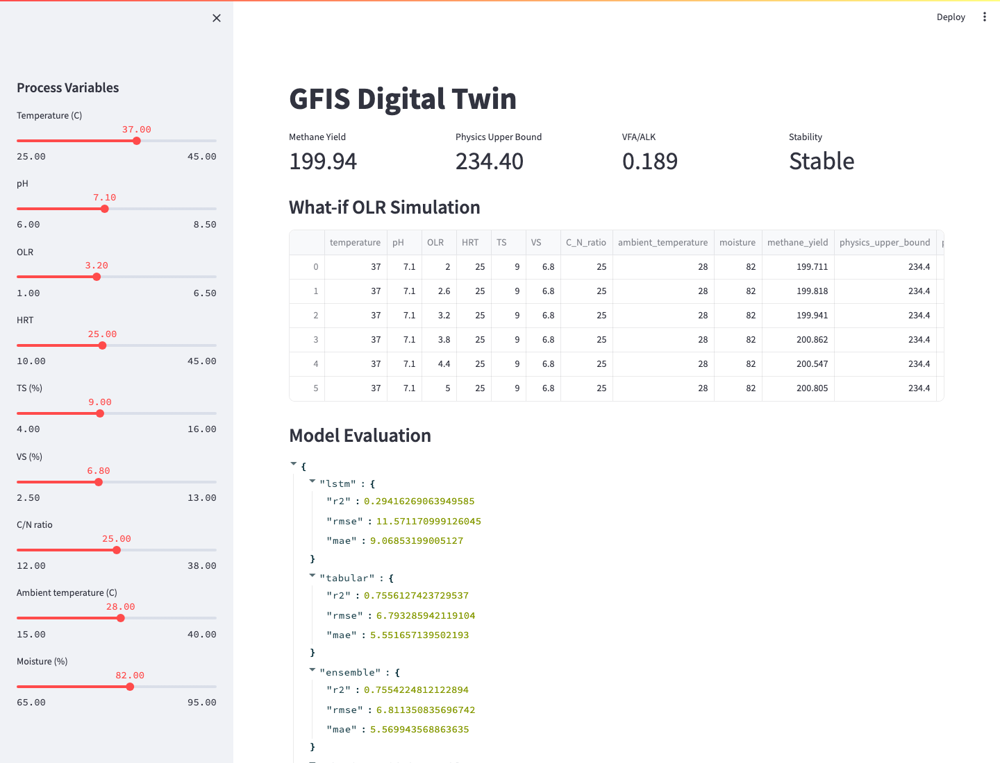 Deploy
Process Variables
Temperature (C)
37.00
25.00 45.00
pH
7.10
6.00 8.50
OLR
3.20
1.00 6.50
HRT
25.00
10.00 45.00
TS (%)
9.00
4.00 16.00
VS (%)
6.80
2.50 13.00
C/N ratio
25.00
12.00 38.00
Ambient temperature (C)
28.00
15.00 40.00
Moisture (%)
82.00
65.00 95.00
GFIS Digital Twin
Methane Yield Physics Upper Bound VFA/ALK Stability
199.94 234.40 0.189 Stable
What-if OLR Simulation
temperature pH OLR HRT TS VS C_N_ratio ambient_temperature moisture methane_yield physics_upper_bound
0 37 7.1 2 25 9 6.8 25 28 82 199.711 234.4
1 37 7.1 2.6 25 9 6.8 25 28 82 199.818 234.4
2 37 7.1 3.2 25 9 6.8 25 28 82 199.941 234.4
3 37 7.1 3.8 25 9 6.8 25 28 82 200.862 234.4
4 37 7.1 4.4 25 9 6.8 25 28 82 200.547 234.4
5 37 7.1 5 25 9 6.8 25 28 82 200.805 234.4
Model Evaluation
{
"lstm" : {
"r2" : 0.29416269063949585
"rmse" : 11.571170999126045
"mae" : 9.06853199005127
}
"tabular" : {
"r2" : 0.7556127423729537
"rmse" : 6.793285942119104
"mae" : 5.551657139502193
}
"ensemble" : {
"r2" : 0.7554224812122894
"rmse" : 6.811350835696742
"mae" : 5.569943568863635
}